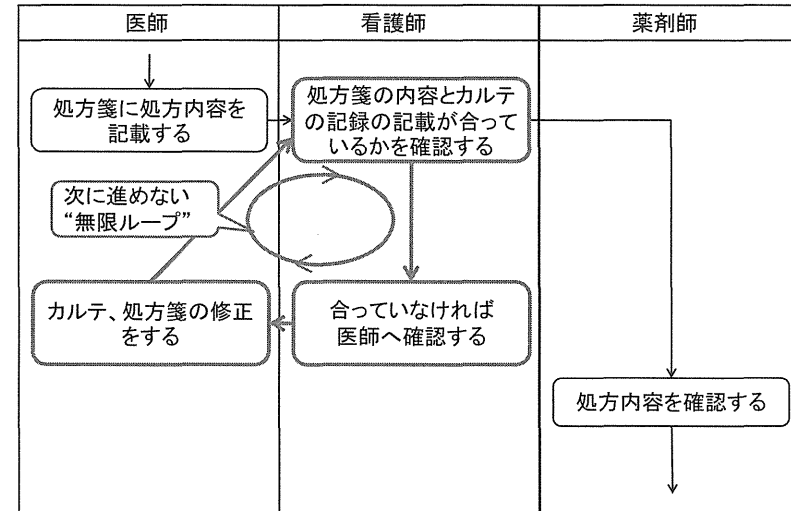 医師
看護師
薬剤師
処方箋に処方内容を
記載する
処方箋の内容とカルテ
の記録の記載が合って
いるかを確認する
次に進めない
“無限ループ”
カルテ、処方箋の修正
をする
合っていなければ
医師へ確認する
処方内容を確認する